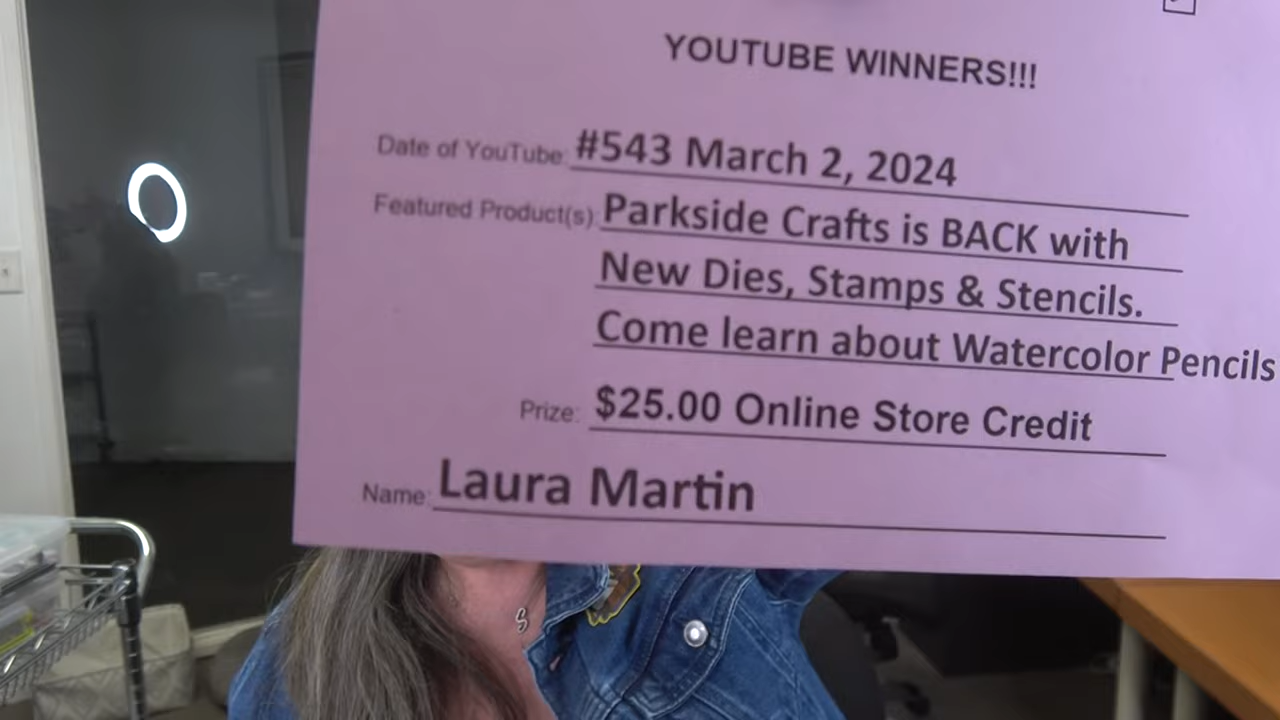 YOUTUBE WINNERS!!!
Date of YouTube: #543 March 2, 2024
Featured Product(s): Parkside Crafts is BACK with
New Dies, Stamps & Stencils.
Come learn about Watercolor Pencils
Prize: $25.00 Online Store Credit
Name: Laura Martin
S